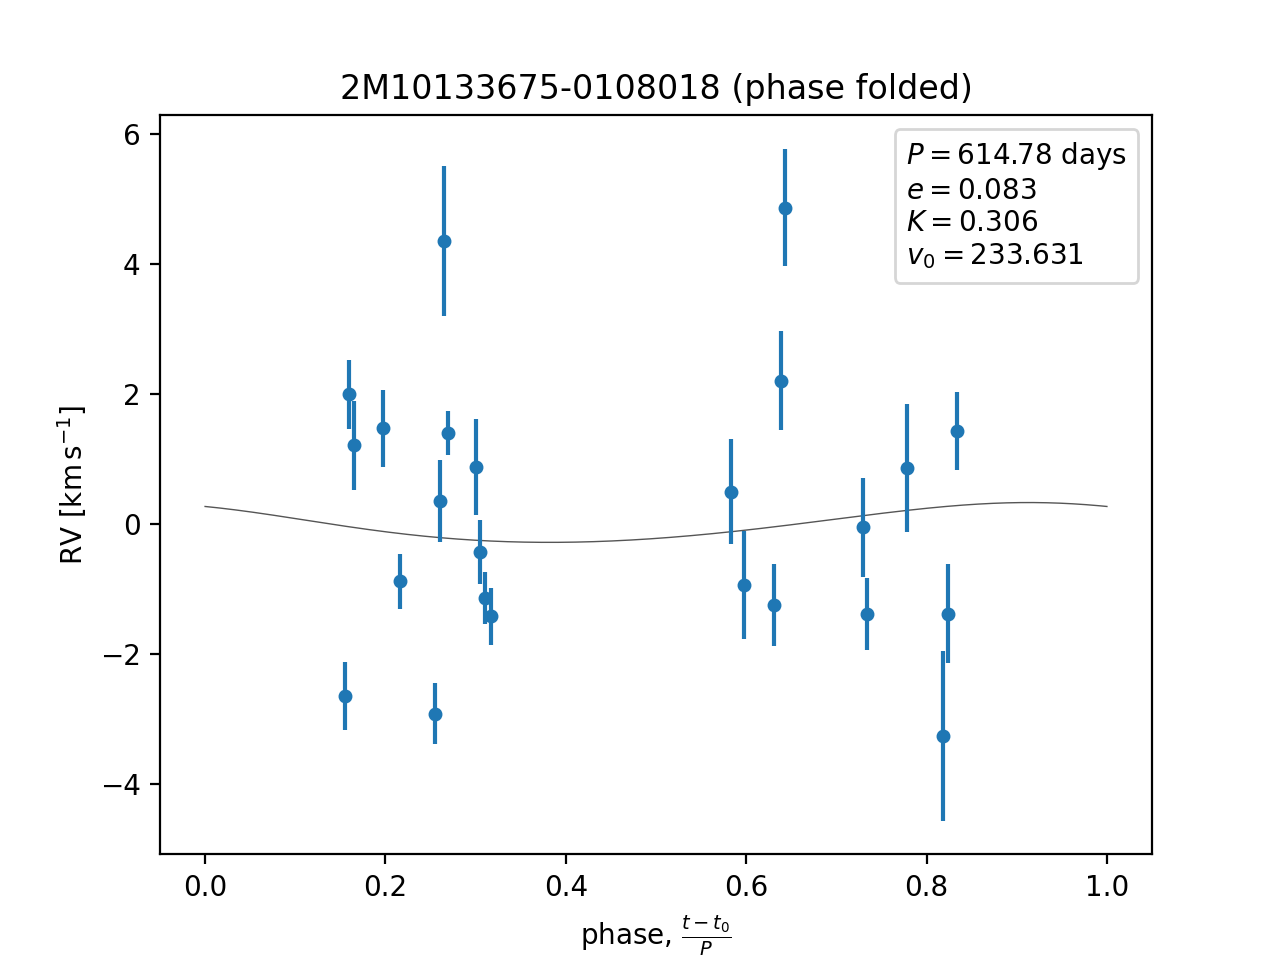 2M10133675-0108018 (phase folded)
P = 614.78 days
e = 0.083
K = 0.306
v₀ = 233.631
RV [km s⁻¹]
6
4
2
0
−2
−4
0.0 0.2 0.4 0.6 0.8 1.0
phase, (t − t₀)/P